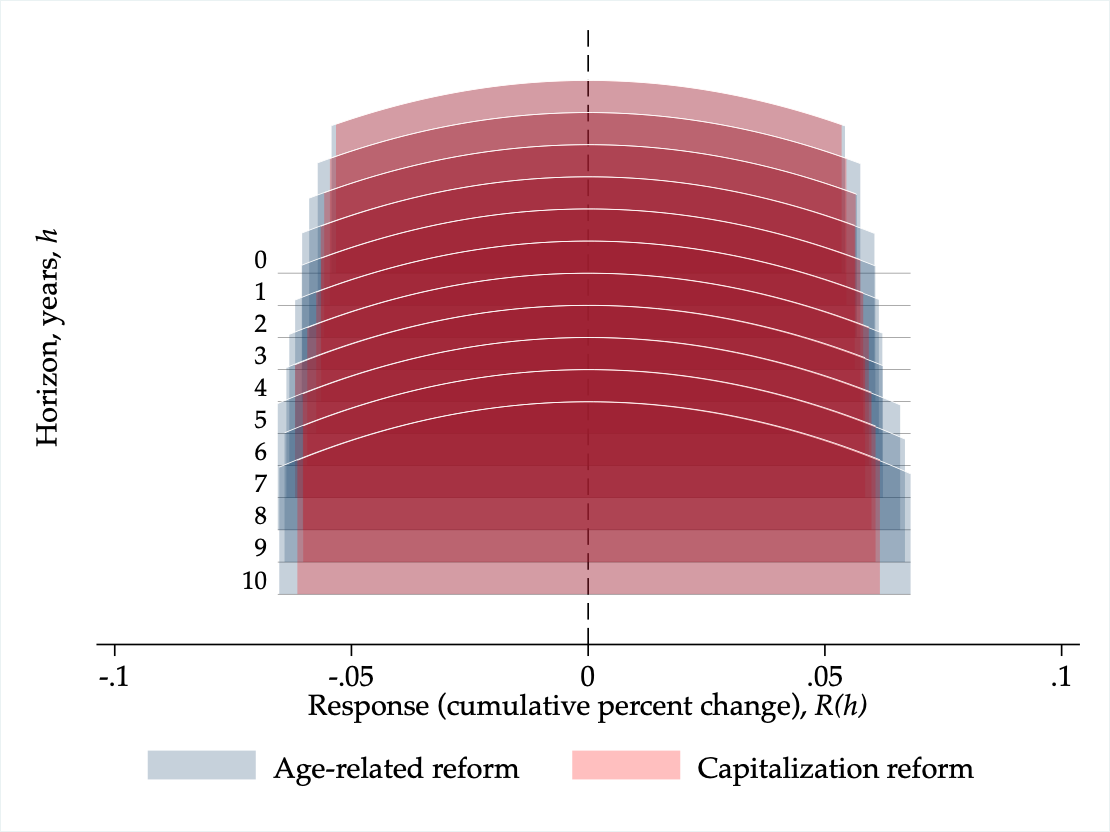 Horizon, years, h
0
1
2
3
4
5
6
7
8
9
10
-.1 -.05 0 .05 .1
Response (cumulative percent change), R(h)
Age-related reform Capitalization reform